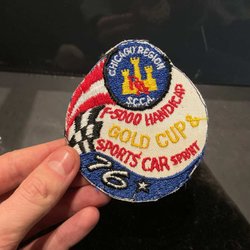 CHICAGO REGION
SCCA
F-5000 HANDICAP
GOLD CUP &
SPORTS CAR SPRINT
76